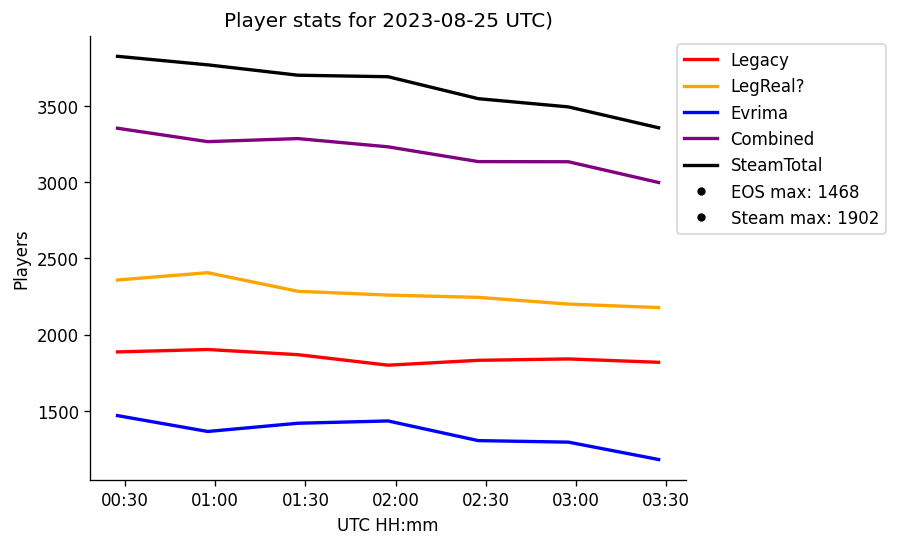 Player stats for 2023-08-25 UTC)
Players
3500
3000
2500
2000
1500
00:30 01:00 01:30 02:00 02:30 03:00 03:30
UTC HH:mm
Legacy
LegReal?
Evrima
Combined
SteamTotal
EOS max: 1468
Steam max: 1902